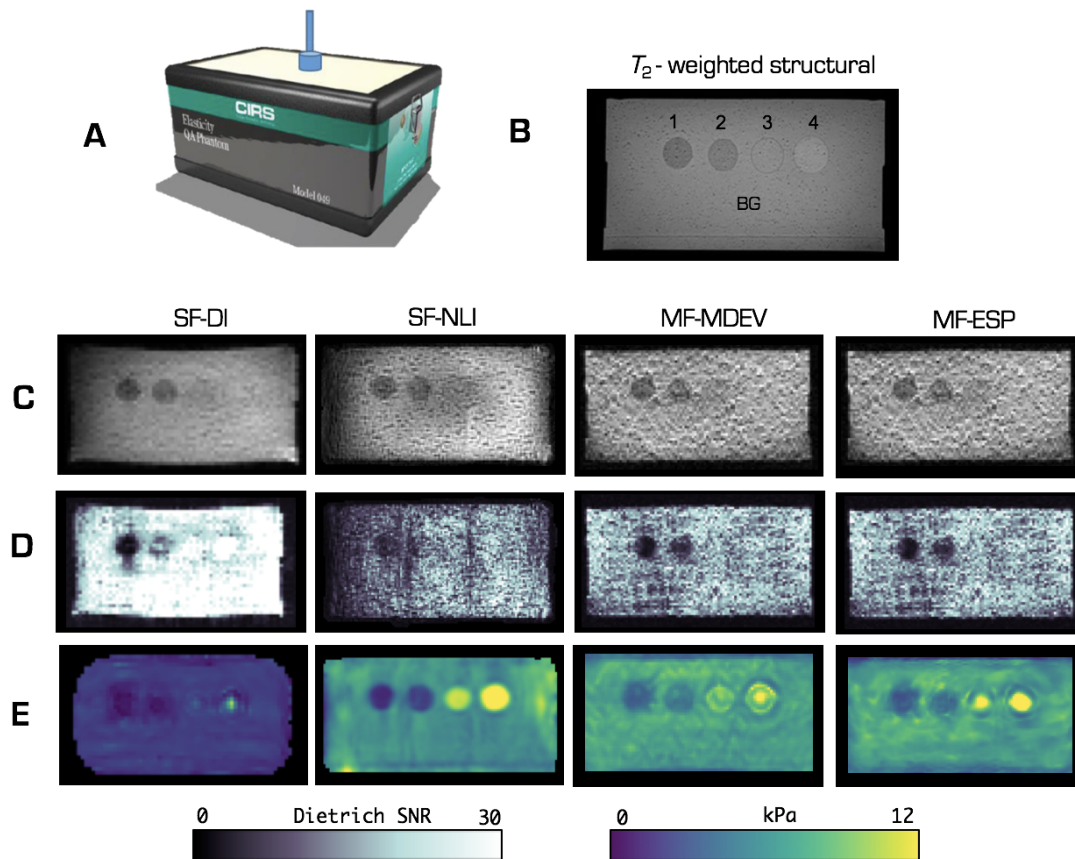 A
CIRS
Elasticity
QA Phantom
Model 049
B
T₂- weighted structural
1 2 3 4
BG
SF-DI SF-NLI MF-MDEV MF-ESP
C
D
E
0 Dietrich SNR 30
0 kPa 12